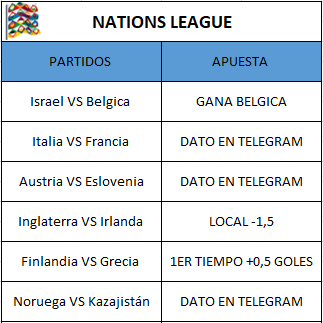 NATIONS LEAGUE
PARTIDOS APUESTA
Israel VS Belgica GANA BELGICA
Italia VS Francia DATO EN TELEGRAM
Austria VS Eslovenia DATO EN TELEGRAM
Inglaterra VS Irlanda LOCAL -1,5
Finlandia VS Grecia 1ER TIEMPO +0,5 GOLES
Noruega VS Kazajistán DATO EN TELEGRAM